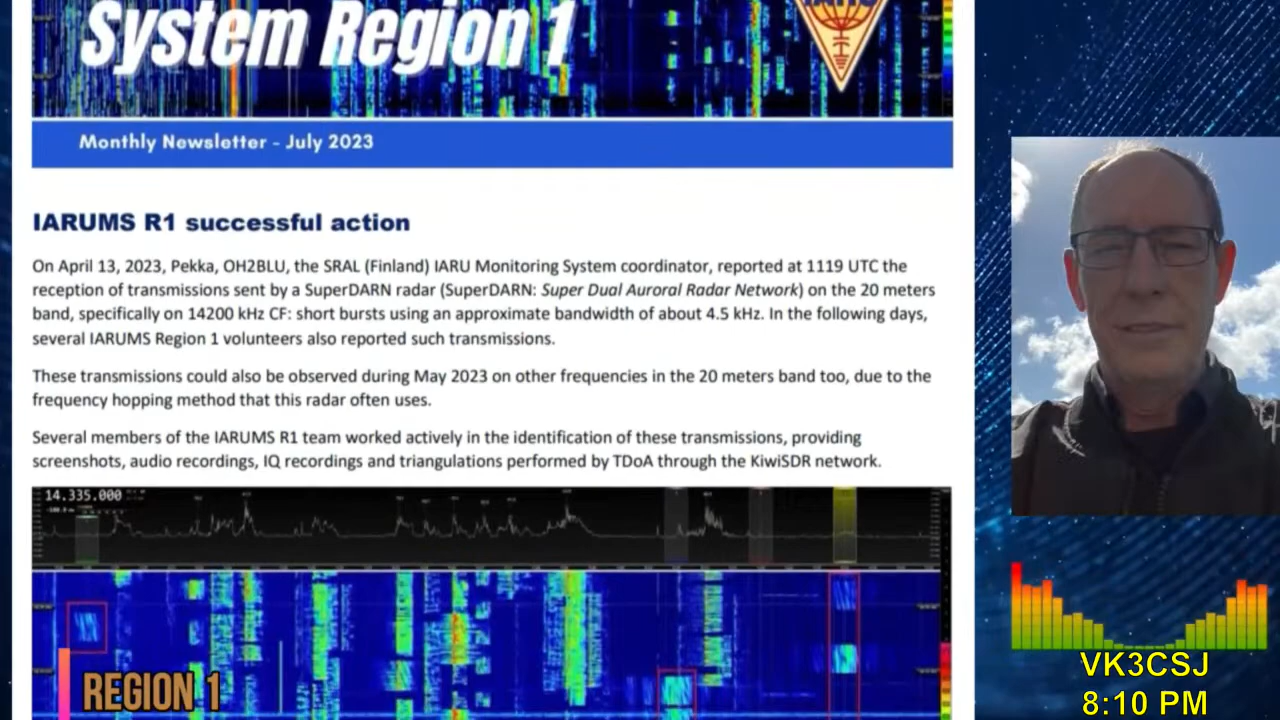 System Region 1
Monthly Newsletter - July 2023
IARUMS R1 successful action
On April 13, 2023, Pekka, OH2BLU, the SRAL (Finland) IARU Monitoring System coordinator, reported at 1119 UTC the
reception of transmissions sent by a SuperDARN radar (SuperDARN: Super Dual Auroral Radar Network) on the 20 meters
band, specifically on 14200 kHz CF: short bursts using an approximate bandwidth of about 4.5 kHz. In the following days,
several IARUMS Region 1 volunteers also reported such transmissions.
These transmissions could also be observed during May 2023 on other frequencies in the 20 meters band too, due to the
frequency hopping method that this radar often uses.
Several members of the IARUMS R1 team worked actively in the identification of these transmissions, providing
screenshots, audio recordings, IQ recordings and triangulations performed by TDoA through the KiwiSDR network.
14.335.000
REGION 1
VK3CSJ
8:10 PM